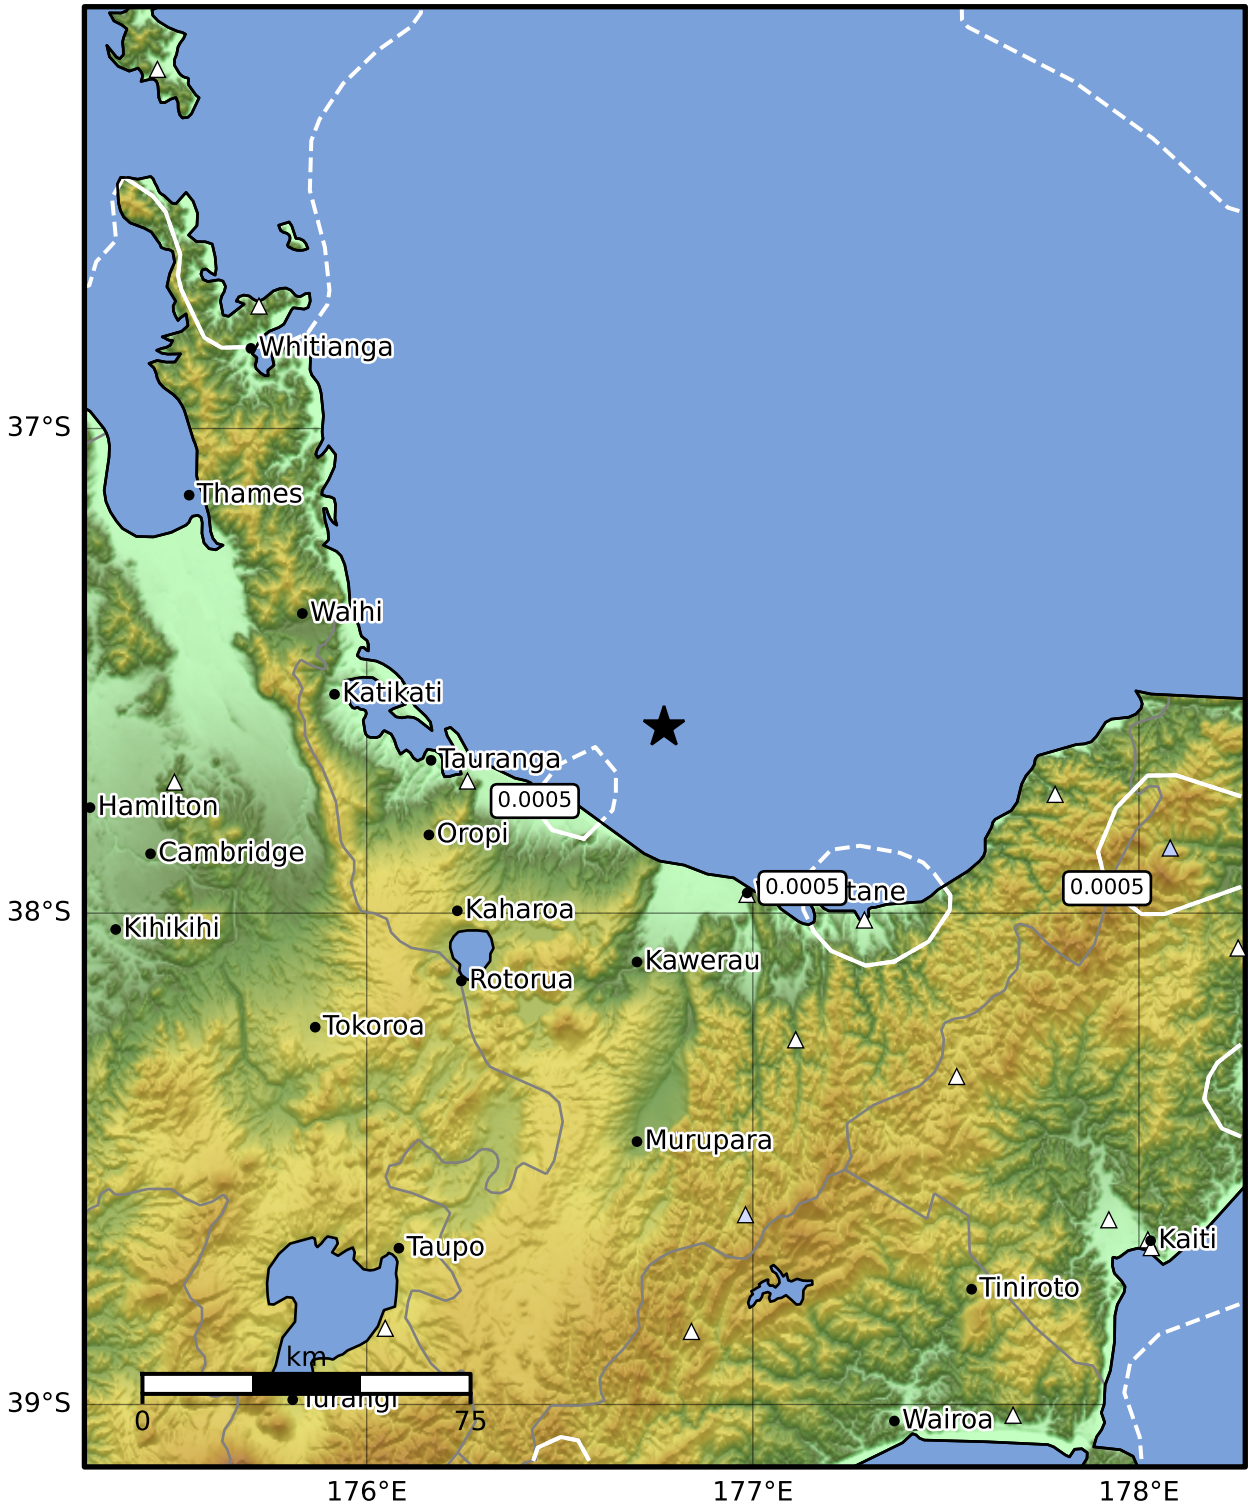 Whitianga
37°S
Thames
Waihi
Katikati
Tauranga
0.0005
Hamilton
Oropi
Cambridge
0.0005
tane
0.0005
38°S
Kaharoa
Kihikihi
Kawerau
Rotorua
Tokoroa
Murupara
Kaiti
Taupo
Tiniroto
km
Turangi
39°S
0
75
Wairoa
176°E
177°E
178°E